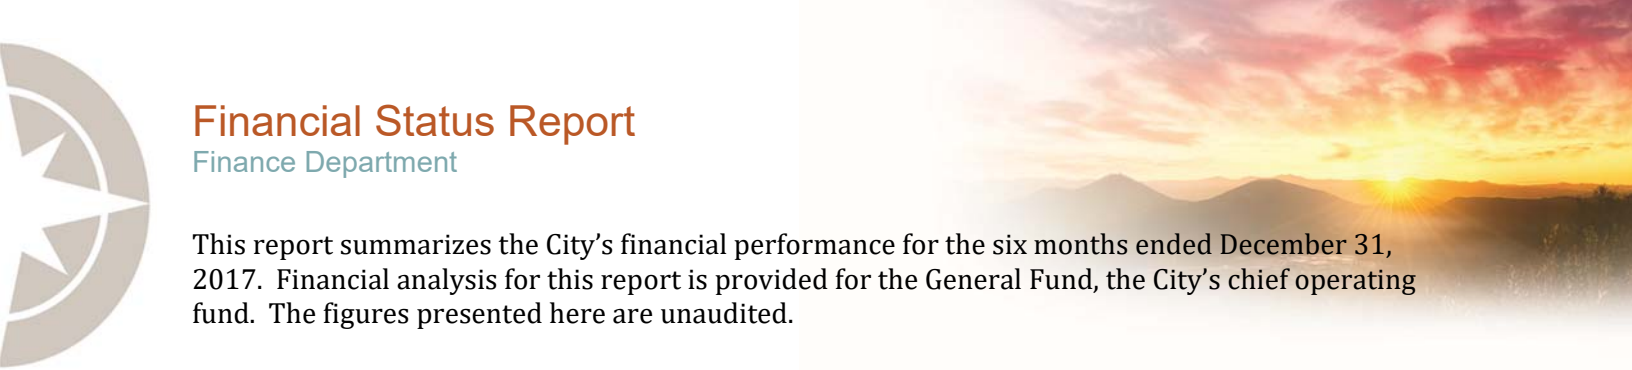 Financial Status Report
Finance Department
This report summarizes the City’s financial performance for the six months ended December 31,
2017.  Financial analysis for this report is provided for the General Fund, the City’s chief operating
fund.  The figures presented here are unaudited.